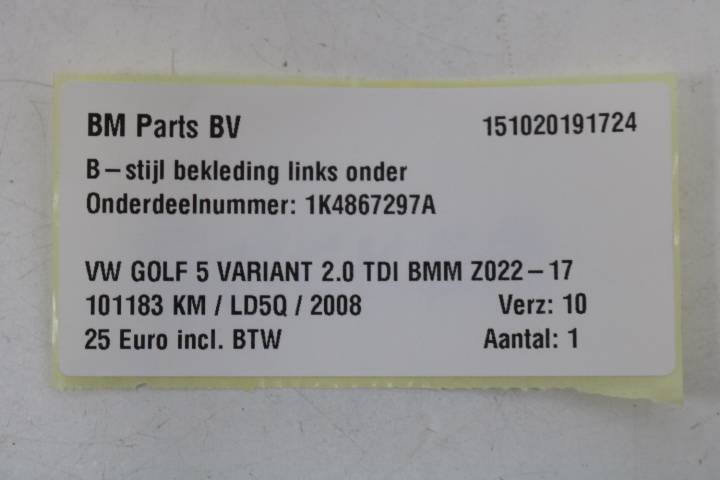 BM Parts BV 151020191724
B-stijl bekleding links onder
Onderdeelnummer: 1K4867297A
VW GOLF 5 VARIANT 2.0 TDI BMM Z022-17
101183 KM / LD5Q / 2008 Verz: 10
25 Euro incl. BTW Aantal: 1